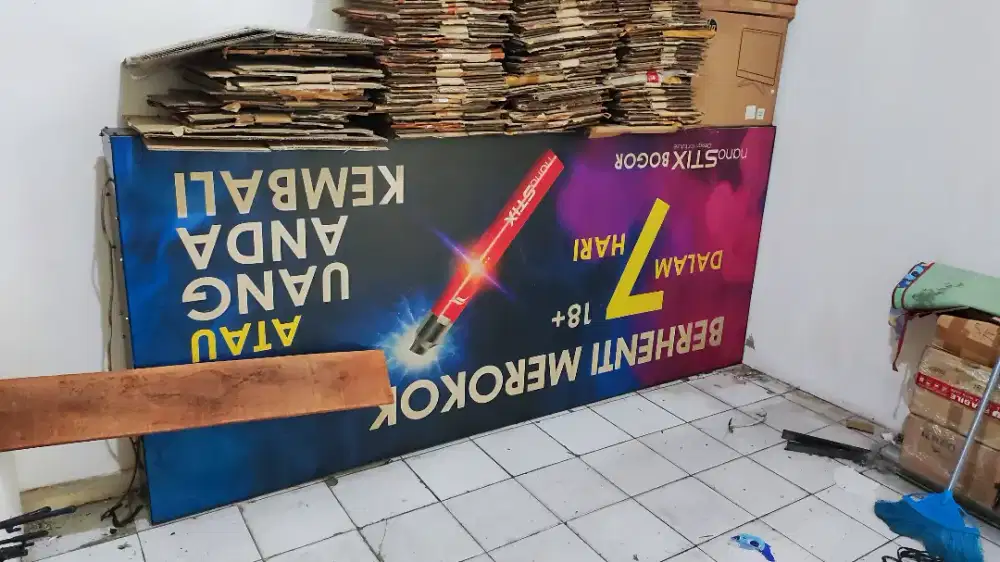 BERHENTI MEROKOK
DALAM
7
HARI
18+
nanoSTIX BOGOR
nanoSTIX
ATAU
UANG
ANDA
KEMBALI